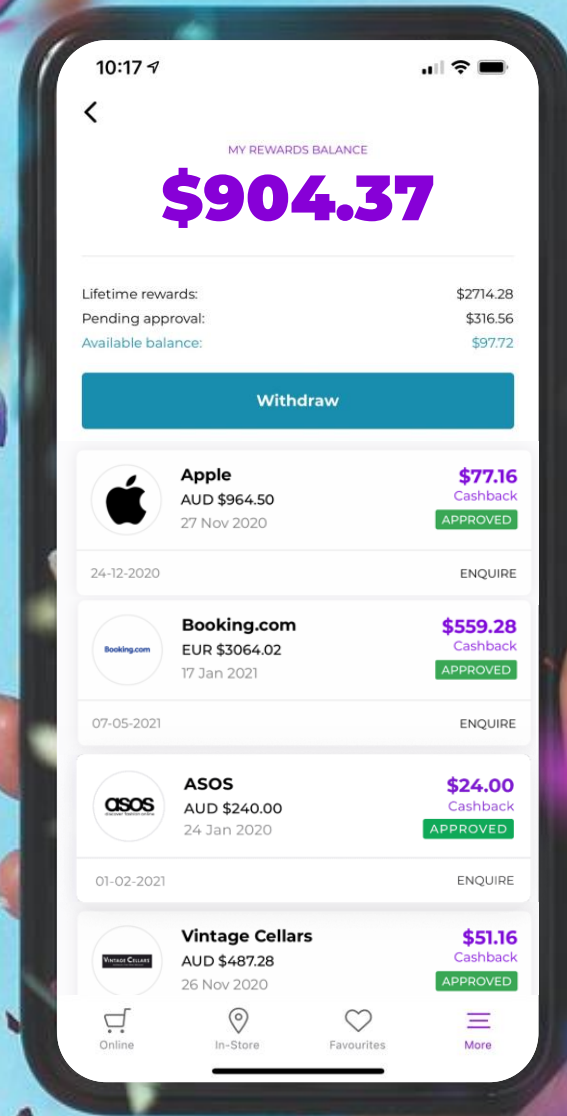 10:17
MY REWARDS BALANCE
$904.37
Lifetime rewards: $2714.28
Pending approval: $316.56
Available balance: $97.72
Withdraw
Apple $77.16
AUD $964.50 Cashback
27 Nov 2020 APPROVED
24-12-2020 ENQUIRE
Booking.com
Booking.com $559.28
EUR $3064.02 Cashback
17 Jan 2021 APPROVED
07-05-2021 ENQUIRE
asos
discover fashion online
ASOS $24.00
AUD $240.00 Cashback
24 Jan 2020 APPROVED
01-02-2021 ENQUIRE
VINTAGE CELLARS
Vintage Cellars $51.16
AUD $487.28 Cashback
26 Nov 2020 APPROVED
Online In-Store Favourites More